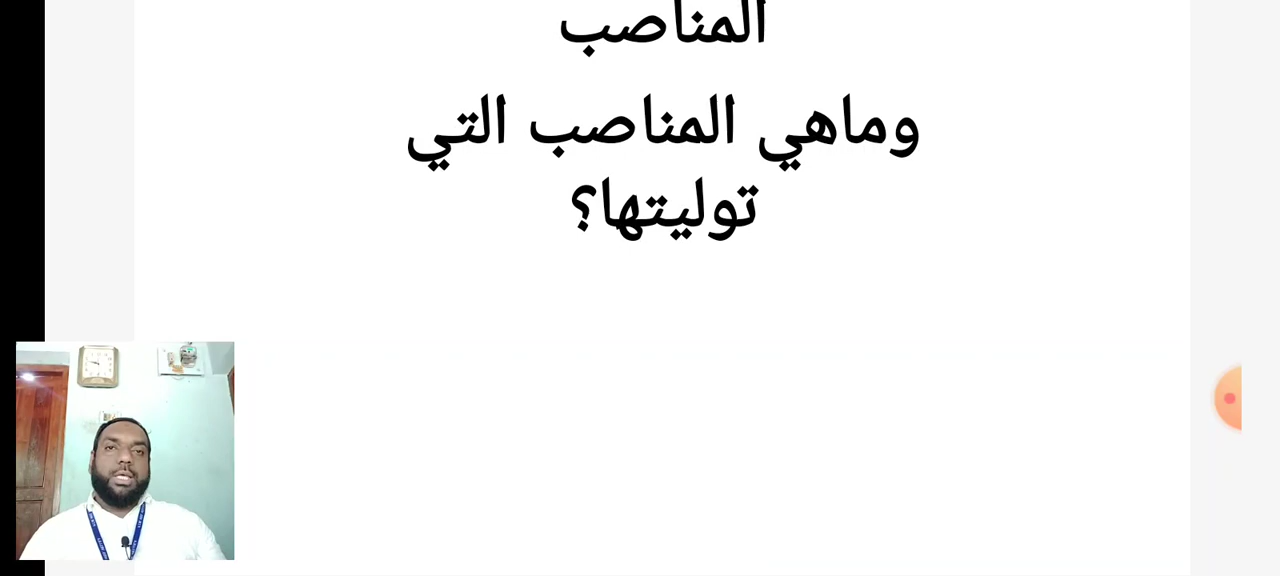 المناصب
وماهي المناصب التي
توليتها؟